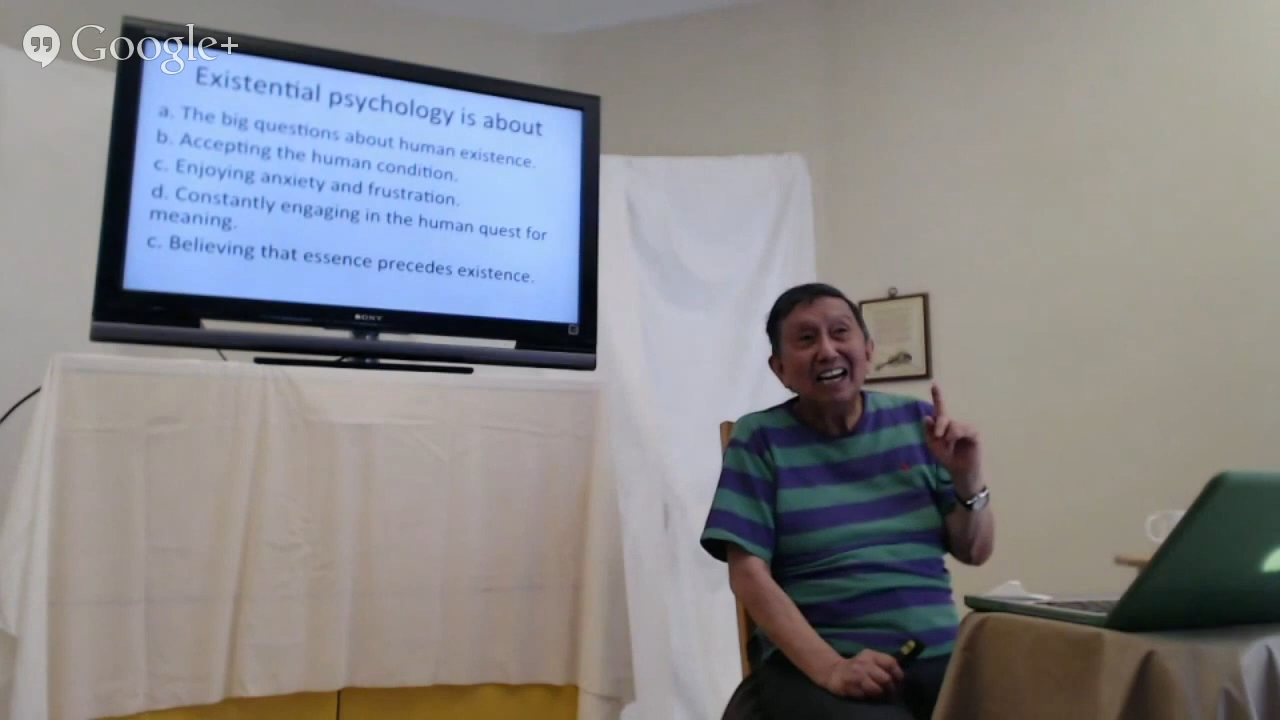 Google+
Existential psychology is about
a. The big questions about human existence.
b. Accepting the human condition.
c. Enjoying anxiety and frustration.
d. Constantly engaging in the human quest for
meaning.
c. Believing that essence precedes existence.
SONY